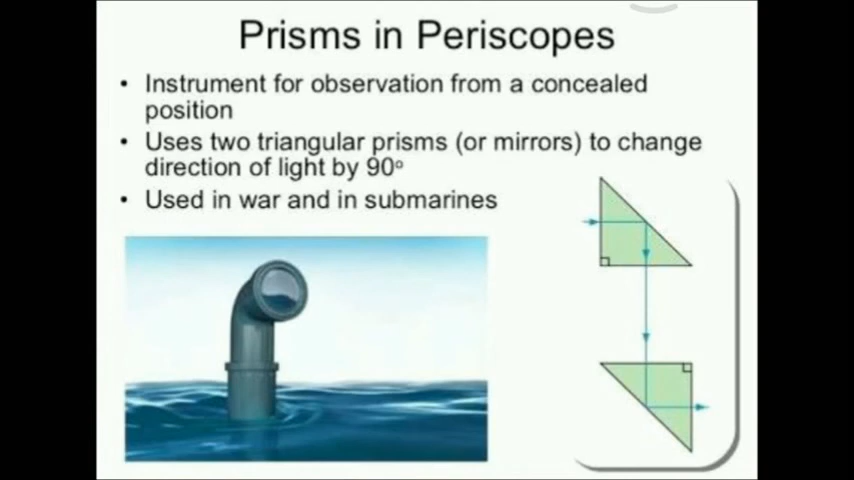 Prisms in Periscopes
• Instrument for observation from a concealed
position
• Uses two triangular prisms (or mirrors) to change
direction of light by 90°
• Used in war and in submarines